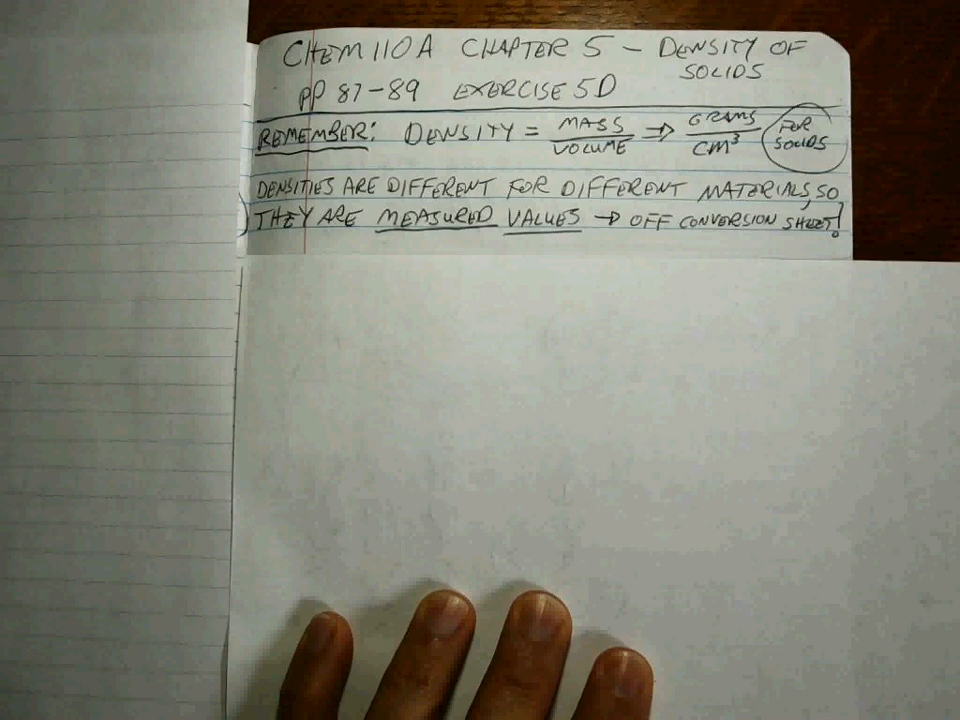 CHEM 110A CHAPTER 5 – DENSITY OF
SOLIDS
pp 87–89 EXERCISE 5D
REMEMBER: DENSITY = MASS/VOLUME ⇒ GRAMS/CM³ FOR SOLIDS
DENSITIES ARE DIFFERENT FOR DIFFERENT MATERIALS, SO
THEY ARE MEASURED VALUES → OFF CONVERSION SHEET!